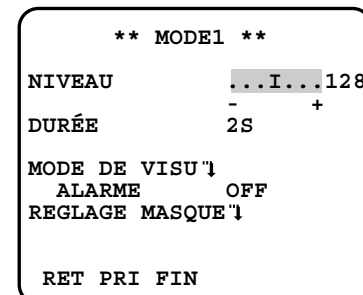 ** MODE1 **
NIVEAU ...I...128
- +
DURÉE 2S
MODE DE VISU
ALARME OFF
REGLAGE MASQUE
RET PRI FIN